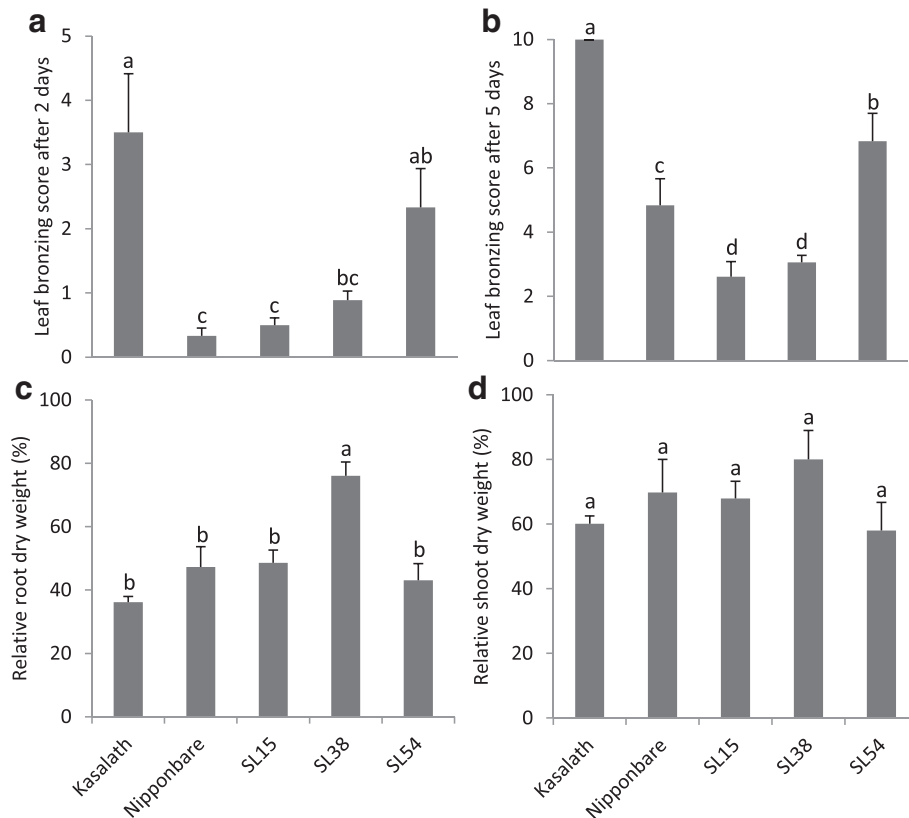 a
Leaf bronzing score after 2 days
5
4
3
2
1
0
a
c
c
bc
ab
b
Leaf bronzing score after 5 days
10
8
6
4
2
0
a
c
d
d
b
c
Relative root dry weight (%)
100
80
60
40
20
0
b
b
b
a
b
Kasalath
Nipponbare
SL15
SL38
SL54
d
Relative shoot dry weight (%)
100
80
60
40
20
0
a
a
a
a
a
Kasalath
Nipponbare
SL15
SL38
SL54